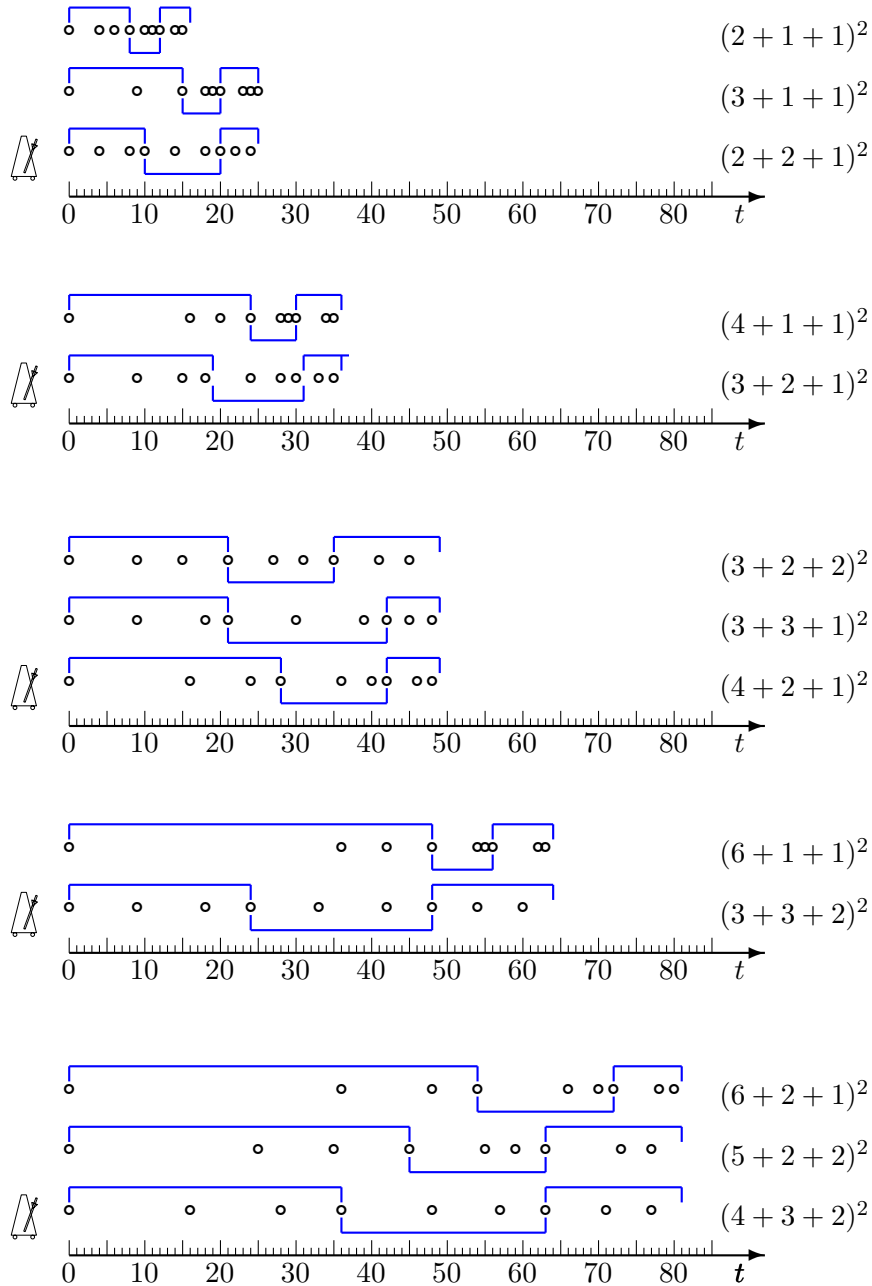 (2 + 1 + 1)²
(3 + 1 + 1)²
(2 + 2 + 1)²
0 10 20 30 40 50 60 70 80 t
(4 + 1 + 1)²
(3 + 2 + 1)²
0 10 20 30 40 50 60 70 80 t
(3 + 2 + 2)²
(3 + 3 + 1)²
(4 + 2 + 1)²
0 10 20 30 40 50 60 70 80 t
(6 + 1 + 1)²
(3 + 3 + 2)²
0 10 20 30 40 50 60 70 80 t
(6 + 2 + 1)²
(5 + 2 + 2)²
(4 + 3 + 2)²
0 10 20 30 40 50 60 70 80 t